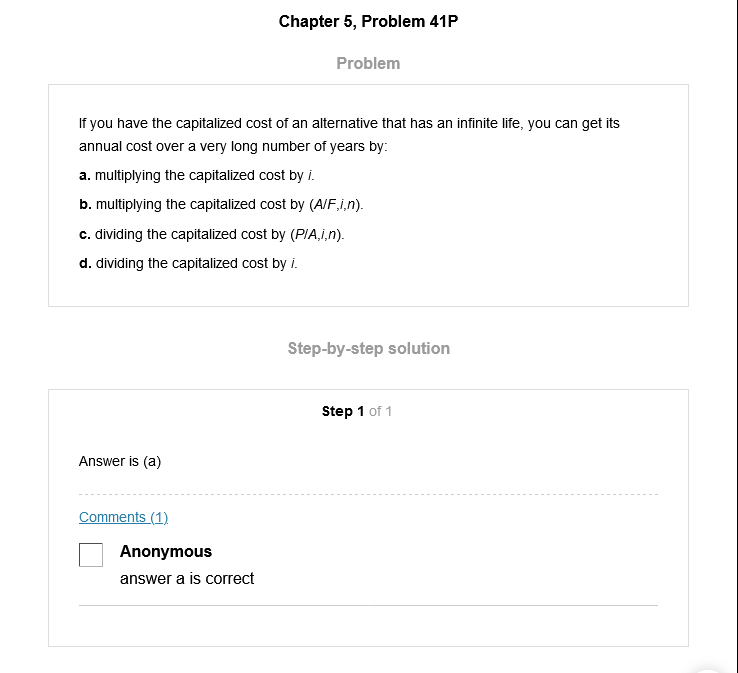 Chapter 5, Problem 41P
Problem
If you have the capitalized cost of an alternative that has an infinite life, you can get its
annual cost over a very long number of years by:
a. multiplying the capitalized cost by i.
b. multiplying the capitalized cost by (A/F,i,n).
c. dividing the capitalized cost by (P/A,i,n).
d. dividing the capitalized cost by i.
Step-by-step solution
Step 1 of 1
Answer is (a)
Comments (1)
Anonymous
answer a is correct